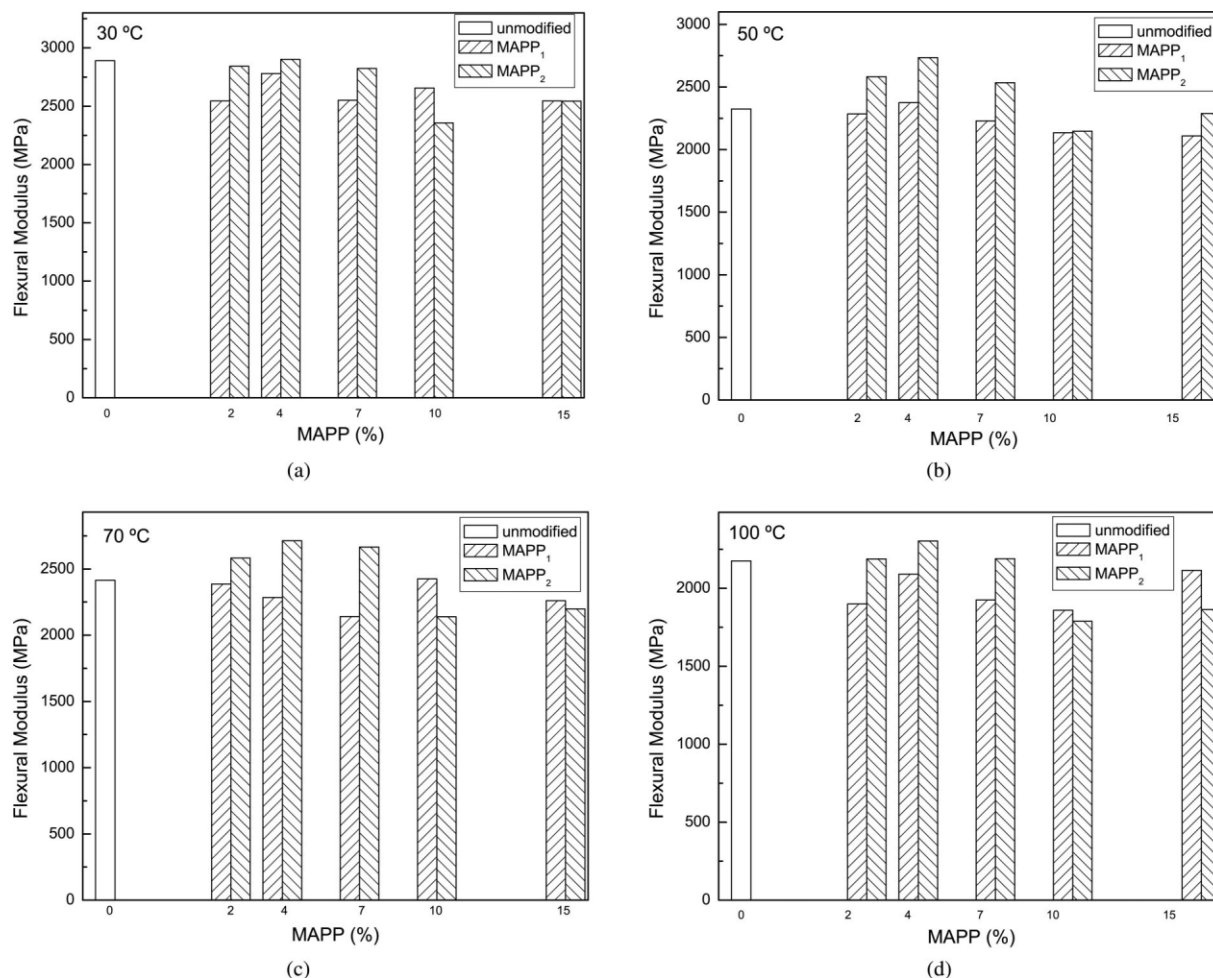 30 ºC
unmodified
MAPP1
MAPP2
3000
2500
2000
1500
1000
500
0
Flexural Modulus (MPa)
0 2 4 7 10 15
MAPP (%)
(a)
50 ºC
unmodified
MAPP1
MAPP2
3000
2500
2000
1500
1000
500
0
Flexural Modulus (MPa)
0 2 4 7 10 15
MAPP (%)
(b)
70 ºC
unmodified
MAPP1
MAPP2
2500
2000
1500
1000
500
0
Flexural Modulus (MPa)
0 2 4 7 10 15
MAPP (%)
(c)
100 ºC
unmodified
MAPP1
MAPP2
2000
1500
1000
500
0
Flexural Modulus (MPa)
0 2 4 7 10 15
MAPP (%)
(d)